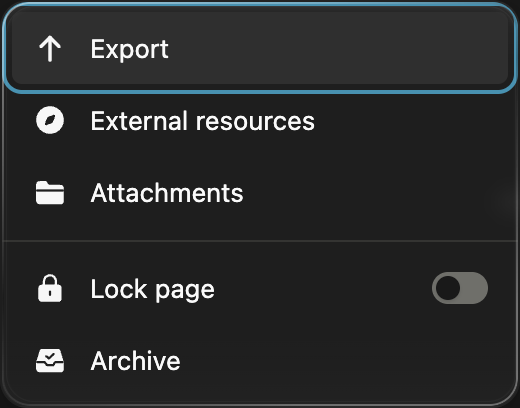 Export
External resources
Attachments
Lock page
Archive